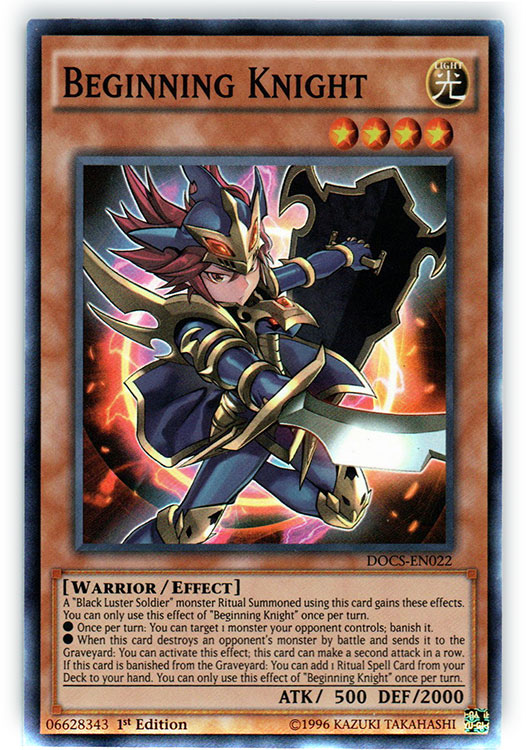 BEGINNING KNIGHT
LIGHT
光
DOCS-EN022
[WARRIOR / EFFECT]
A "Black Luster Soldier" monster Ritual Summoned using this card gains these effects.
You can only use this effect of "Beginning Knight" once per turn.
● Once per turn: You can target 1 monster your opponent controls; banish it.
● When this card destroys an opponent's monster by battle and sends it to the
Graveyard: You can activate this effect; this card can make a second attack in a row.
If this card is banished from the Graveyard: You can add 1 Ritual Spell Card from your
Deck to your hand. You can only use this effect of "Beginning Knight" once per turn.
ATK/ 500 DEF/2000
06628343 1st Edition ©1996 KAZUKI TAKAHASHI